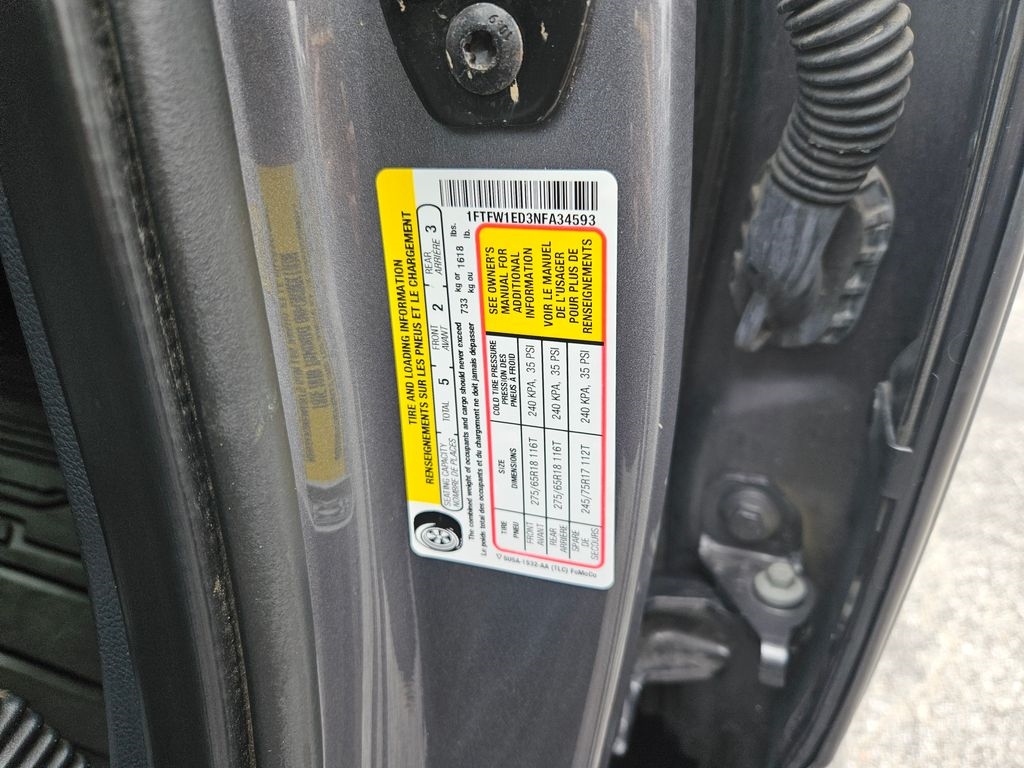 1FTFW1ED3NFA34593
TIRE AND LOADING INFORMATION
RENSEIGNEMENTS SUR LES PNEUS ET LE CHARGEMENT
SEATING CAPACITY
NOMBRE DE PLACES
TOTAL 5
FRONT
AVANT 2
REAR
ARRIÈRE 3
The combined weight of occupants and cargo should never exceed
Le poids total des occupants et du chargement ne doit jamais dépasser
733 kg or 1618 lbs.
kg ou lb.
TIRE
PNEU
SIZE
DIMENSIONS
COLD TIRE PRESSURE
PRESSION DES
PNEUS À FROID
FRONT
AVANT
275/65R18 116T
240 KPA, 35 PSI
REAR
ARRIÈRE
275/65R18 116T
240 KPA, 35 PSI
SPARE
DE
SECOURS
245/75R17 112T
240 KPA, 35 PSI
SEE OWNER'S
MANUAL FOR
ADDITIONAL
INFORMATION
VOIR LE MANUEL
DE L'USAGER
POUR PLUS DE
RENSEIGNEMENTS
(TLC) FoMoCo